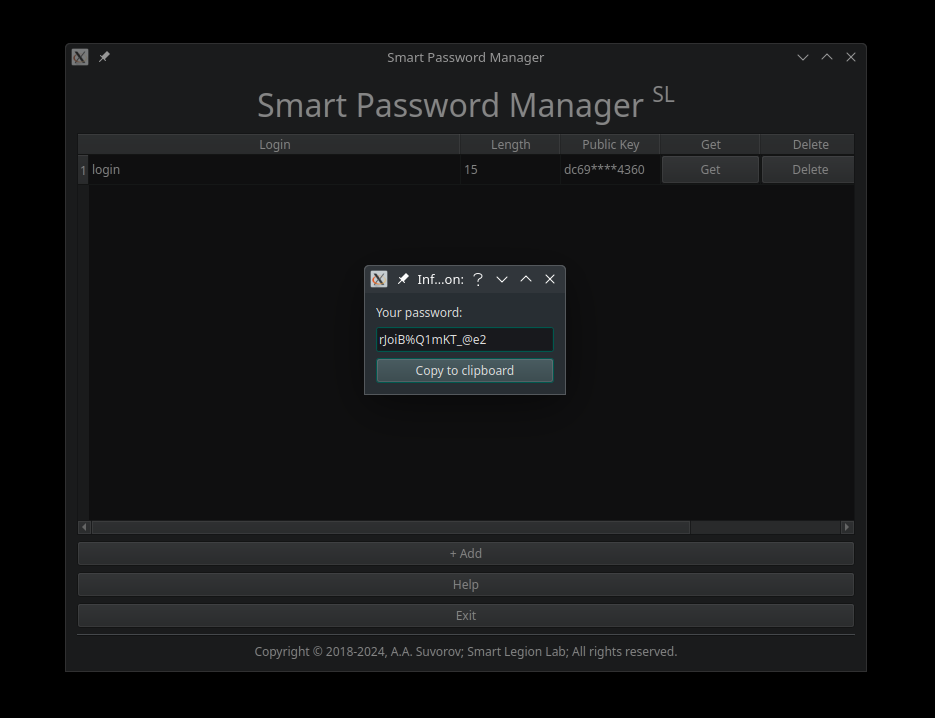 Smart Password Manager
Smart Password Manager SL
Login Length Public Key Get Delete
1 login 15 dc69****4360 Get Delete
Inf...on: ?
Your password:
rJoiB%Q1mKT_@e2
Copy to clipboard
+ Add
Help
Exit
Copyright © 2018-2024, A.A. Suvorov; Smart Legion Lab; All rights reserved.